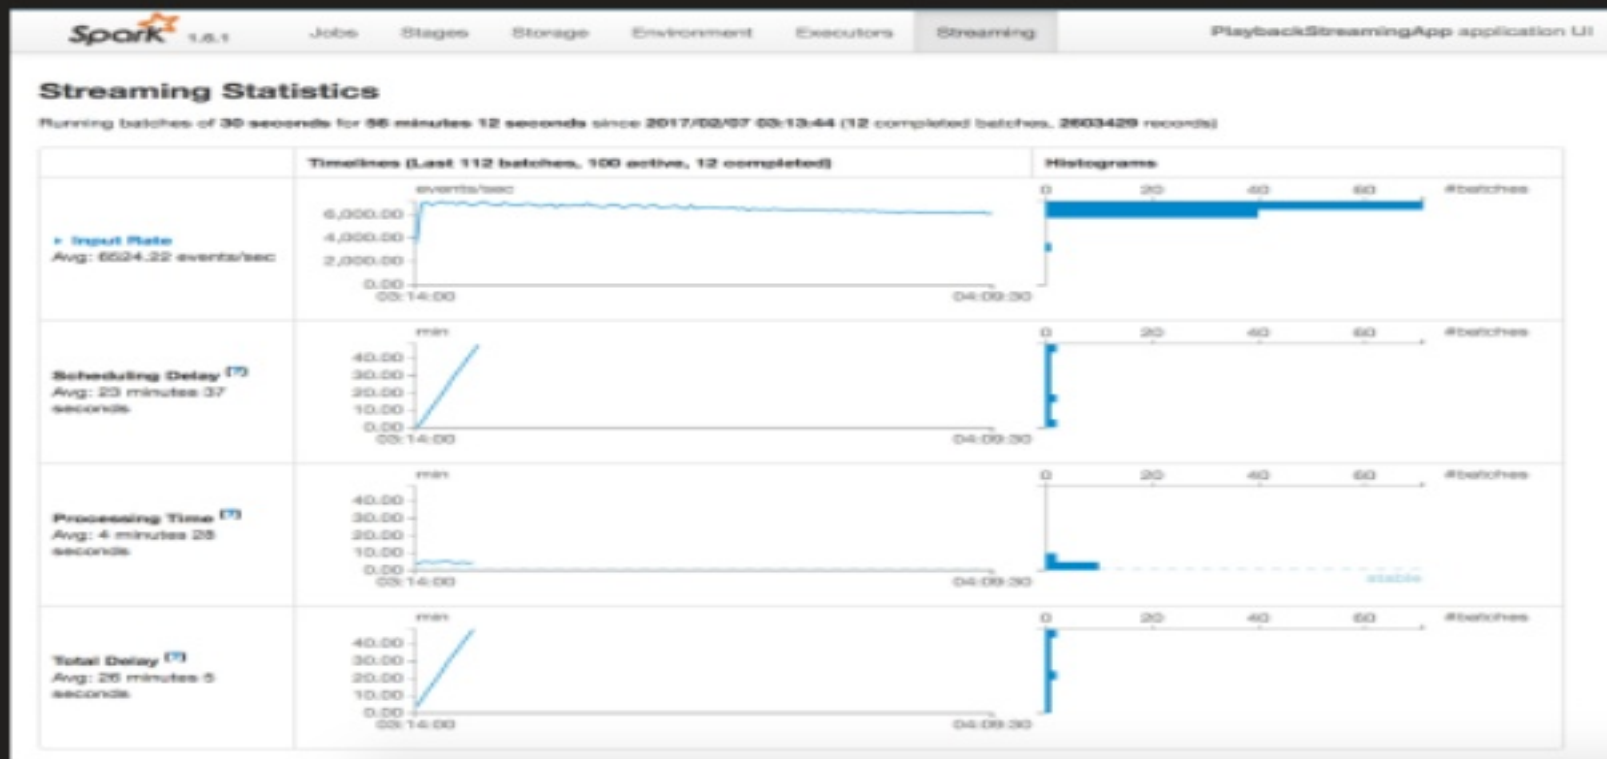 Spark 1.6.1 Jobs Stages Storage Environment Executors Streaming PlaybackStreamingApp application UI
Streaming Statistics
Running batches of 30 seconds for 56 minutes 12 seconds since 2017/02/07 03:13:44 (12 completed batches, 2603429 records)
Timelines (Last 112 batches, 100 active, 12 completed) Histograms
events/sec 0 20 40 60 #batches
6,000.00
4,000.00
2,000.00
0.00
03:14:00 04:09:30
▸ Input Rate
Avg: 6524.22 events/sec
min 0 20 40 60 #batches
40.00
30.00
20.00
10.00
0.00
03:14:00 04:09:30
Scheduling Delay [?]
Avg: 23 minutes 37
seconds
min 0 20 40 60 #batches
40.00
30.00
20.00
10.00
0.00
03:14:00 04:09:30
stable
Processing Time [?]
Avg: 4 minutes 28
seconds
min 0 20 40 60 #batches
40.00
30.00
20.00
10.00
0.00
03:14:00 04:09:30
Total Delay [?]
Avg: 26 minutes 5
seconds